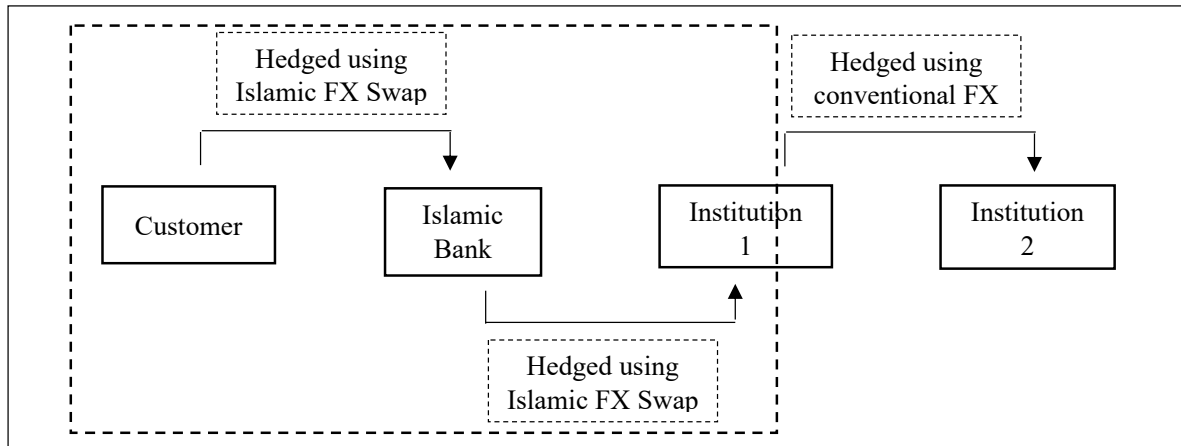 Hedged using
Islamic FX Swap
Hedged using
conventional FX
Customer
Islamic
Bank
Institution
1
Institution
2
Hedged using
Islamic FX Swap